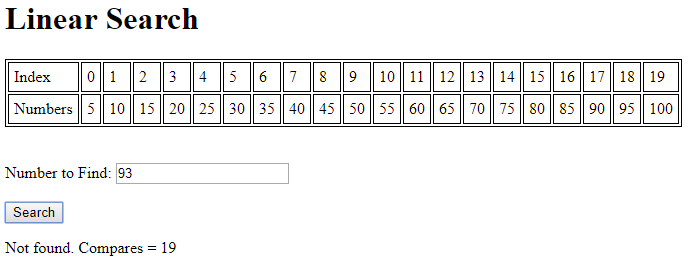 Linear Search
Index 0 1 2 3 4 5 6 7 8 9 10 11 12 13 14 15 16 17 18 19
Numbers 5 10 15 20 25 30 35 40 45 50 55 60 65 70 75 80 85 90 95 100
Number to Find: 93
Search
Not found. Compares = 19